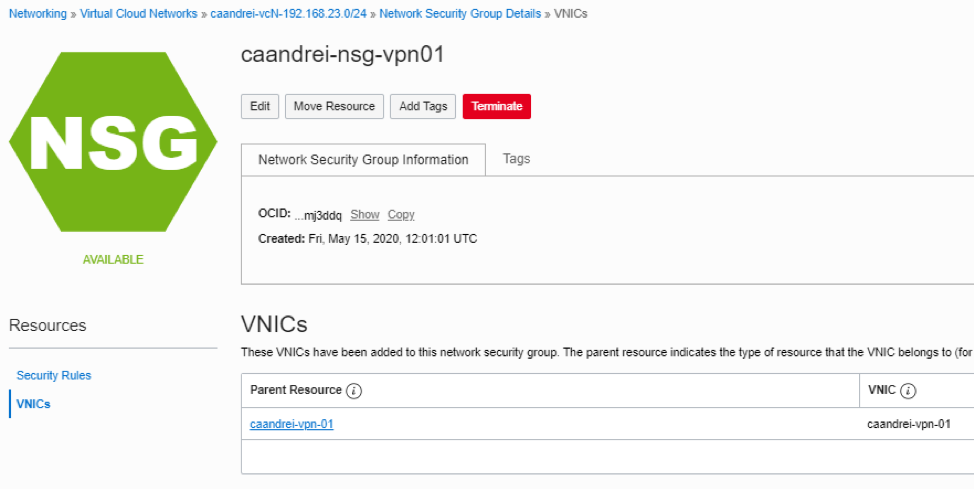 Networking » Virtual Cloud Networks » caandrei-vcN-192.168.23.0/24 » Network Security Group Details » VNICs
caandrei-nsg-vpn01
Edit Move Resource Add Tags Terminate
NSG
AVAILABLE
Network Security Group Information Tags
OCID: ...mj3ddq Show Copy
Created: Fri, May 15, 2020, 12:01:01 UTC
Resources
Security Rules
VNICs
VNICs
These VNICs have been added to this network security group. The parent resource indicates the type of resource that the VNIC belongs to (for
Parent Resource i VNIC i
caandrei-vpn-01 caandrei-vpn-01